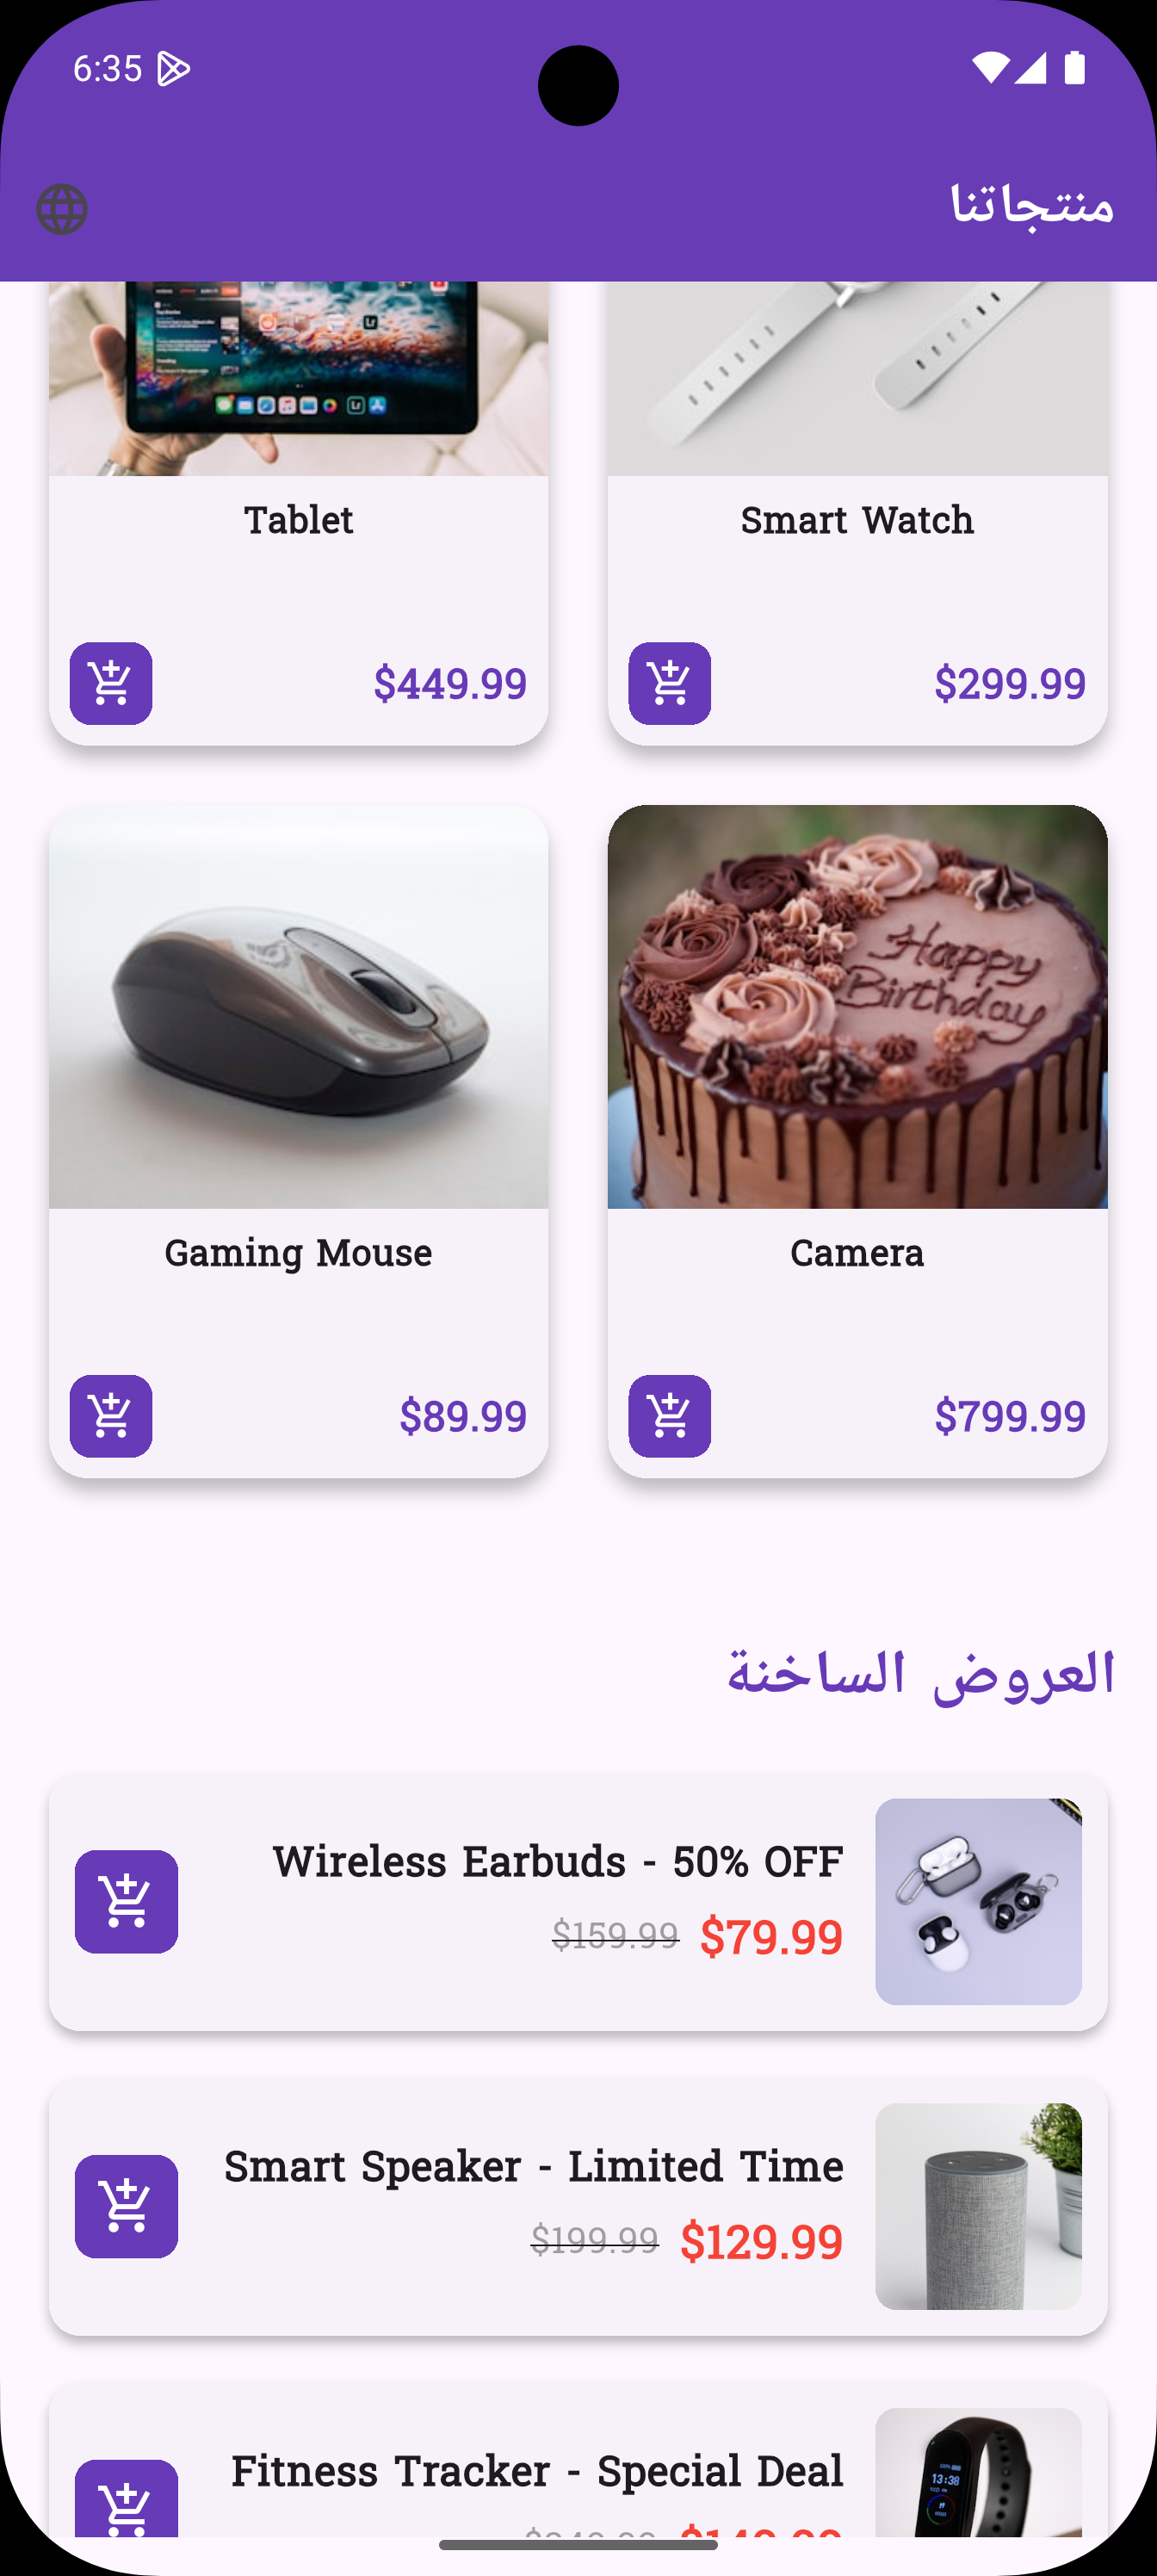 6:35
منتجاتنا
Smart Watch
$299.99
Tablet
$449.99
Happy
Birthday
Camera
$799.99
Gaming Mouse
$89.99
العروض الساخنة
Wireless Earbuds - 50% OFF
$79.99 $159.99
Smart Speaker - Limited Time
$129.99 $199.99
13:38
Fitness Tracker - Special Deal